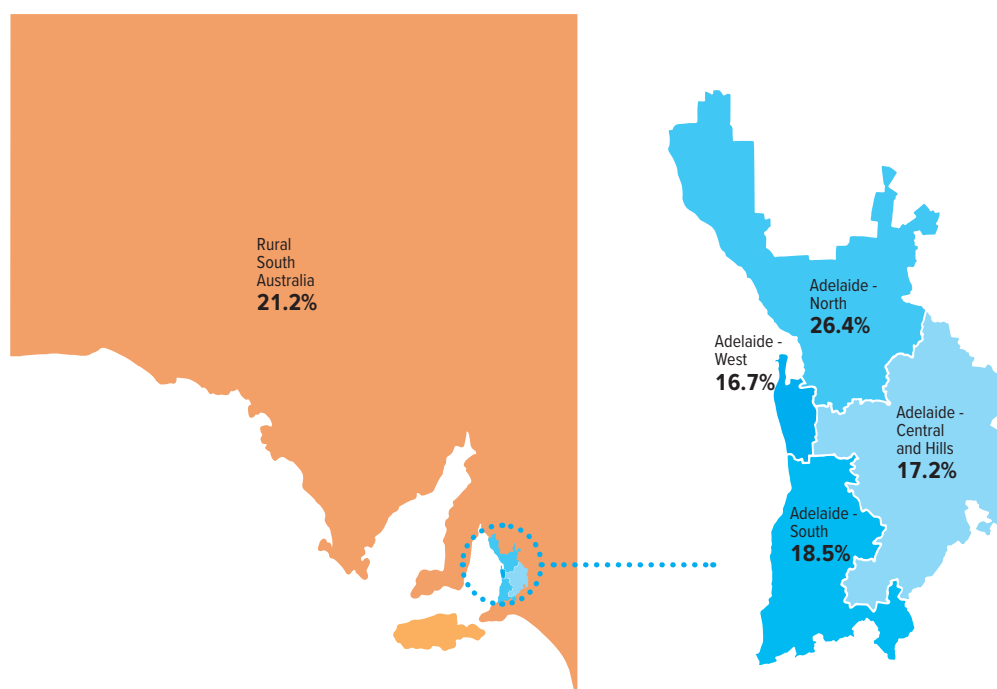 Rural
South
Australia
21.2%
Adelaide -
North
26.4%
Adelaide -
West
16.7%
Adelaide -
Central
and Hills
17.2%
Adelaide -
South
18.5%